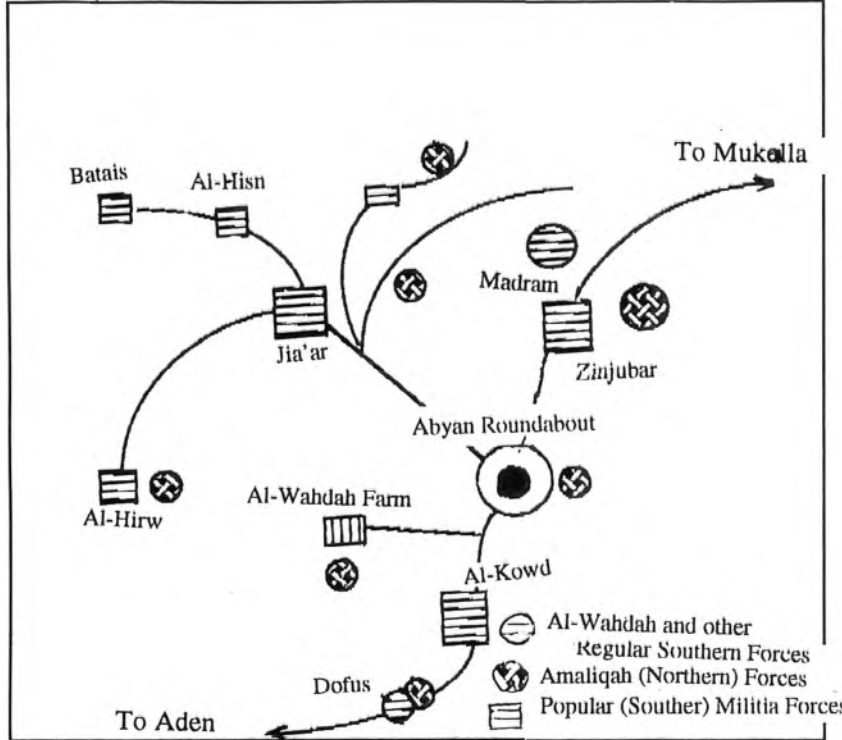 To Mukalla
Batais
Al-Hisn
Madram
Jia'ar
Zinjubar
Abyan Roundabout
Al-Wahdah Farm
Al-Hirw
Al-Kowd
Al-Wahdah and other
Regular Southern Forces
Amaliqah (Northern) Forces
Dofus
Popular (Souther) Militia Forces
To Aden